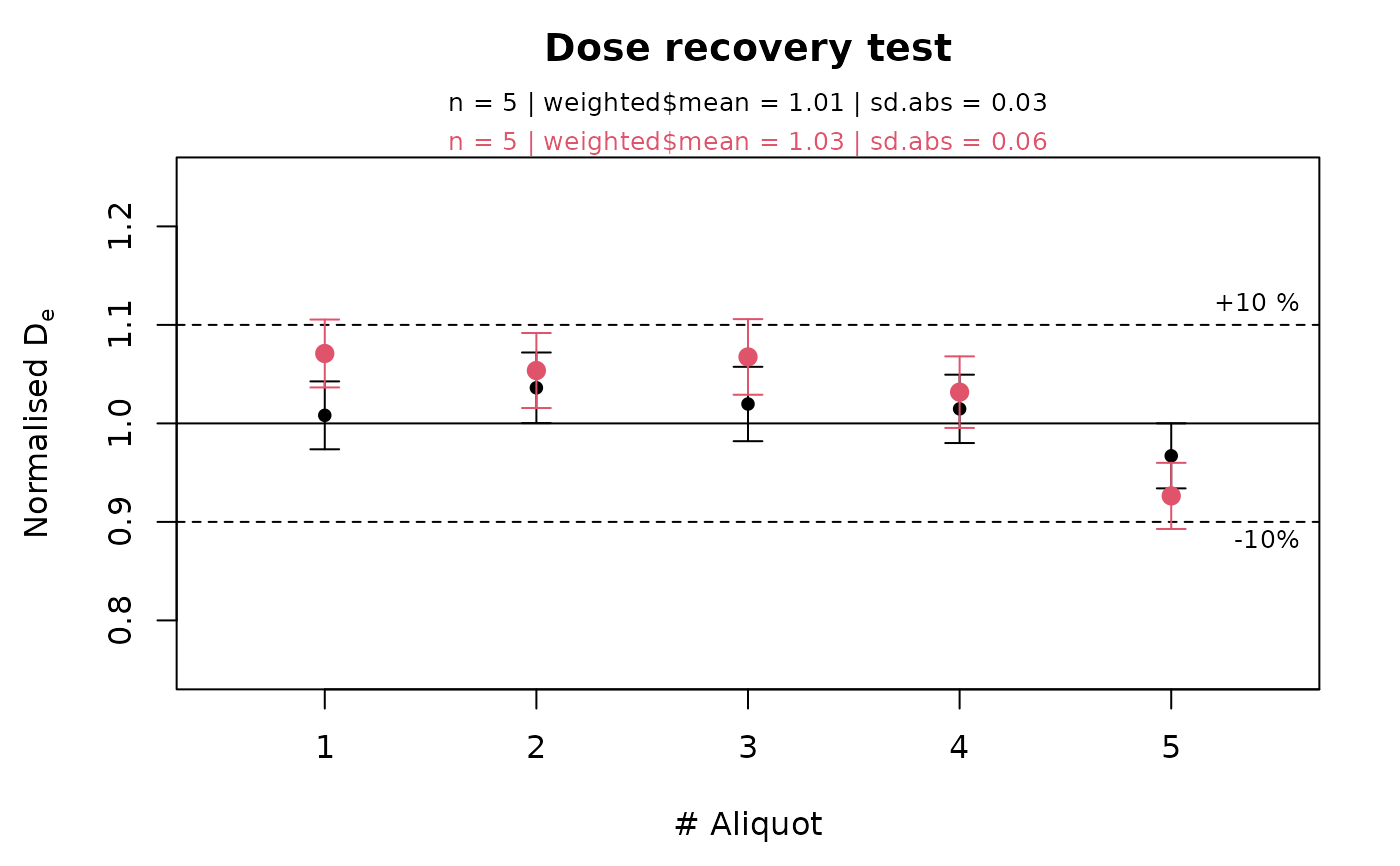 Dose recovery test
n = 5 | weighted$mean = 1.01 | sd.abs = 0.03
n = 5 | weighted$mean = 1.03 | sd.abs = 0.06
Normalised Dₑ
1.2
1.1
1.0
0.9
0.8
+10 %
-10%
1 2 3 4 5
# Aliquot